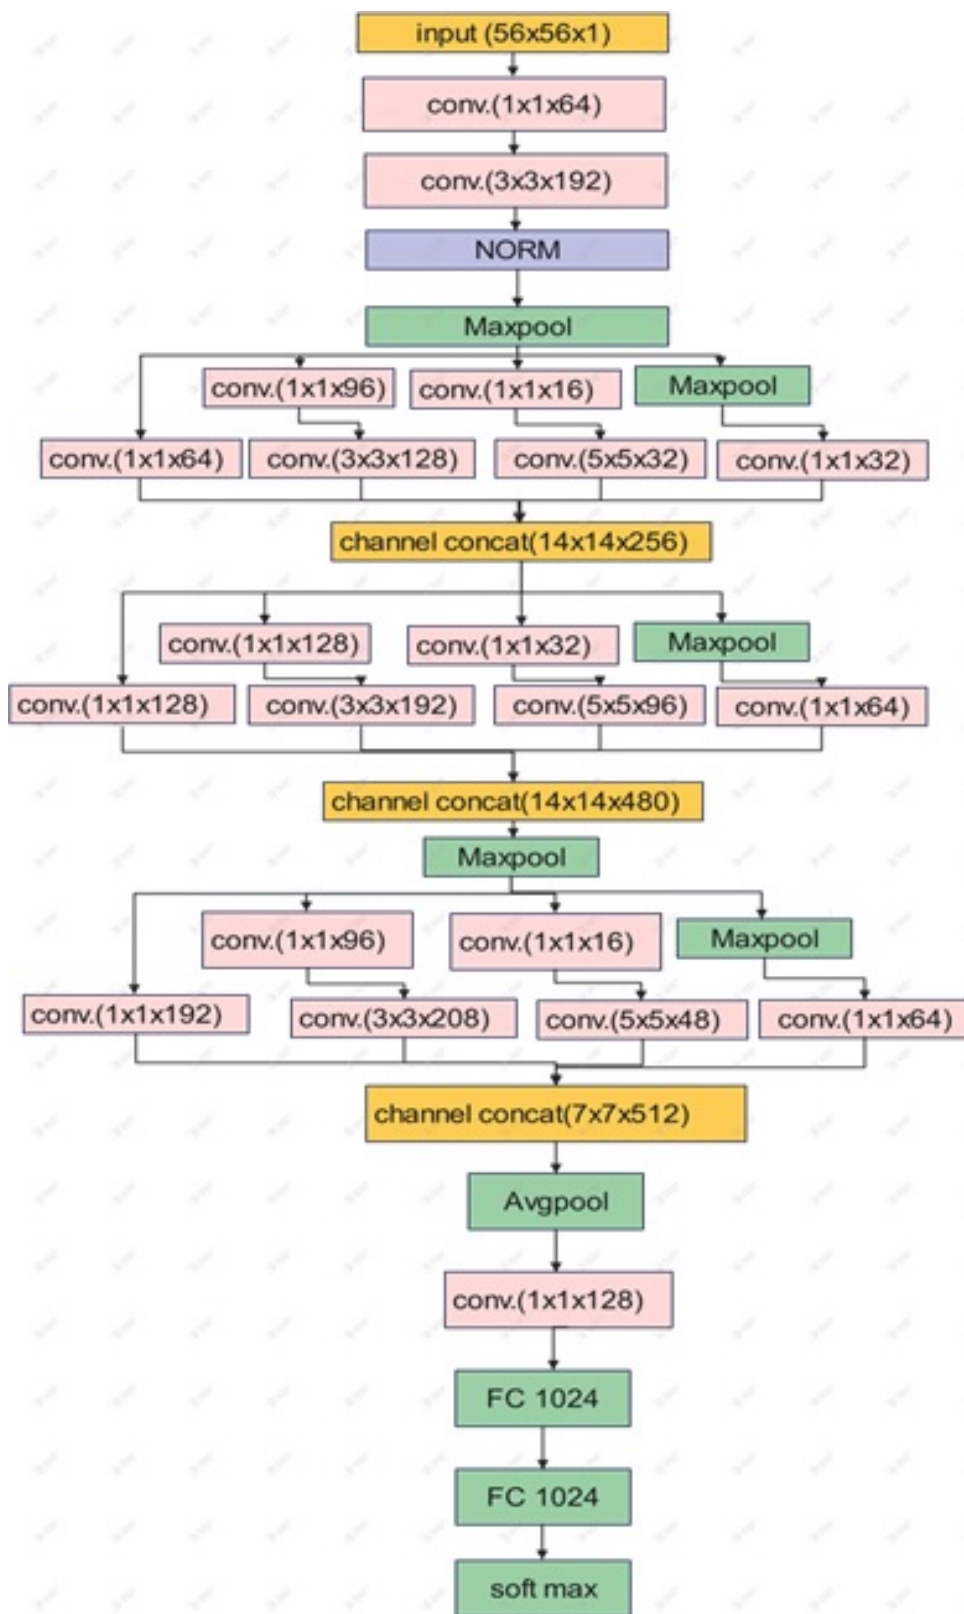 input (56x56x1)
conv.(1x1x64)
conv.(3x3x192)
NORM
Maxpool
conv.(1x1x96)
conv.(1x1x16)
Maxpool
conv.(1x1x64)
conv.(3x3x128)
conv.(5x5x32)
conv.(1x1x32)
channel concat(14x14x256)
conv.(1x1x128)
conv.(1x1x32)
Maxpool
conv.(1x1x128)
conv.(3x3x192)
conv.(5x5x96)
conv.(1x1x64)
channel concat(14x14x480)
Maxpool
conv.(1x1x96)
conv.(1x1x16)
Maxpool
conv.(1x1x192)
conv.(3x3x208)
conv.(5x5x48)
conv.(1x1x64)
channel concat(7x7x512)
Avgpool
conv.(1x1x128)
FC 1024
FC 1024
soft max